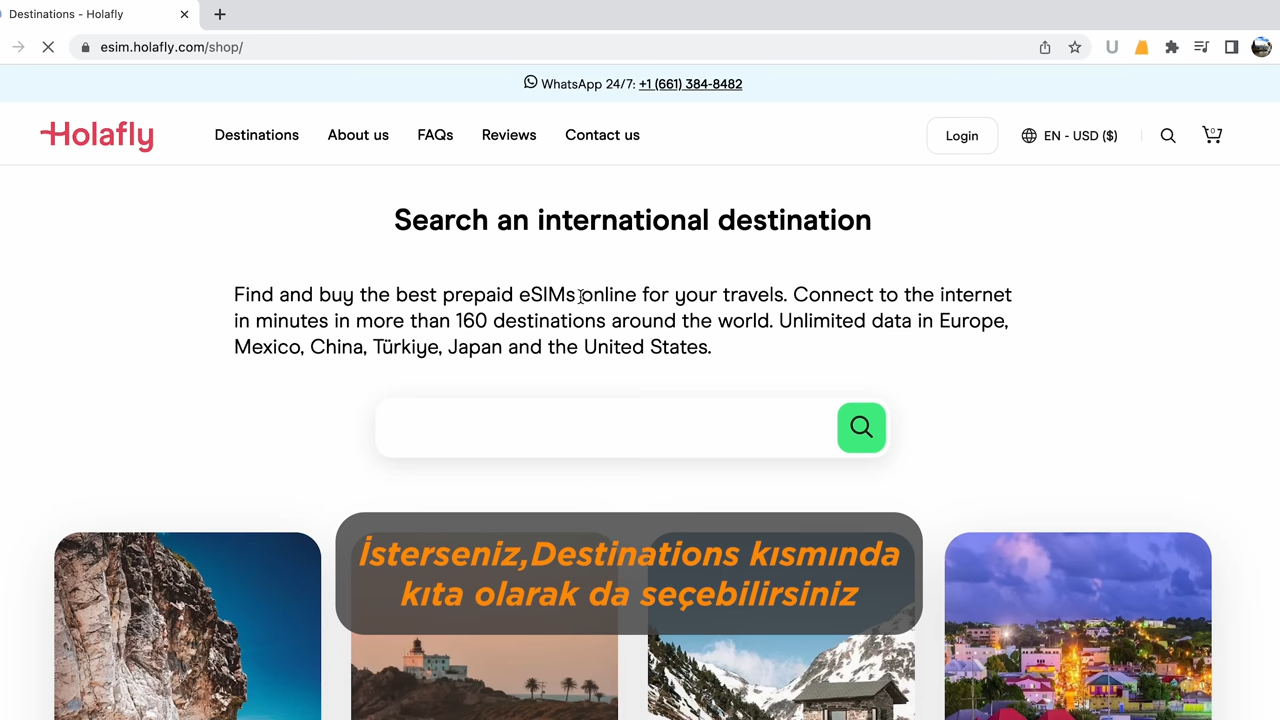 Destinations - Holafly
esim.holafly.com/shop/
WhatsApp 24/7: +1 (661) 384-8482
Holafly
Destinations
About us
FAQs
Reviews
Contact us
Login
EN - USD ($)
0
Search an international destination
Find and buy the best prepaid eSIMs online for your travels. Connect to the internet
in minutes in more than 160 destinations around the world. Unlimited data in Europe,
Mexico, China, Türkiye, Japan and the United States.
İsterseniz,Destinations kısmında
kıta olarak da seçebilirsiniz